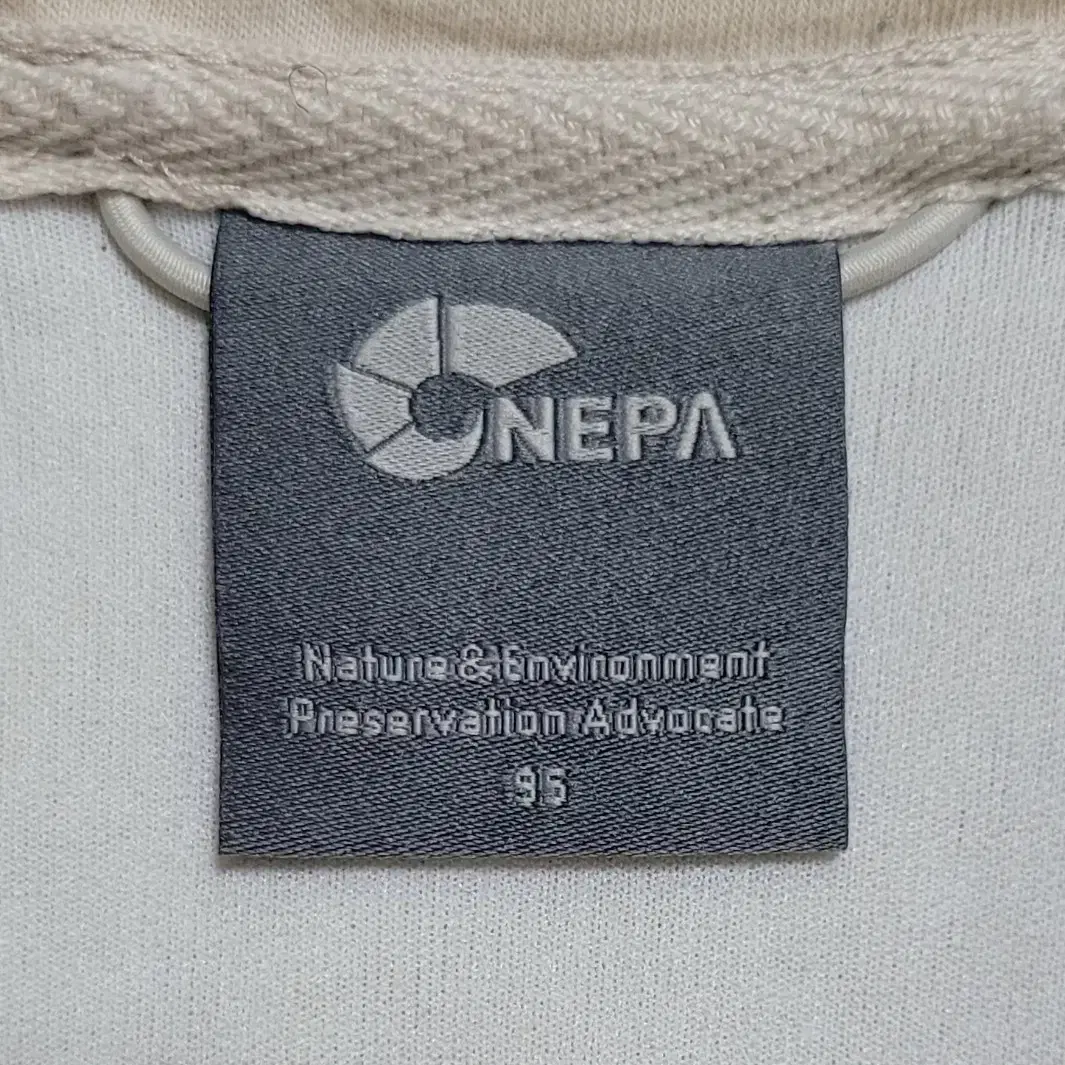 NEPA
Nature&Environment
Preservation Advocate
95